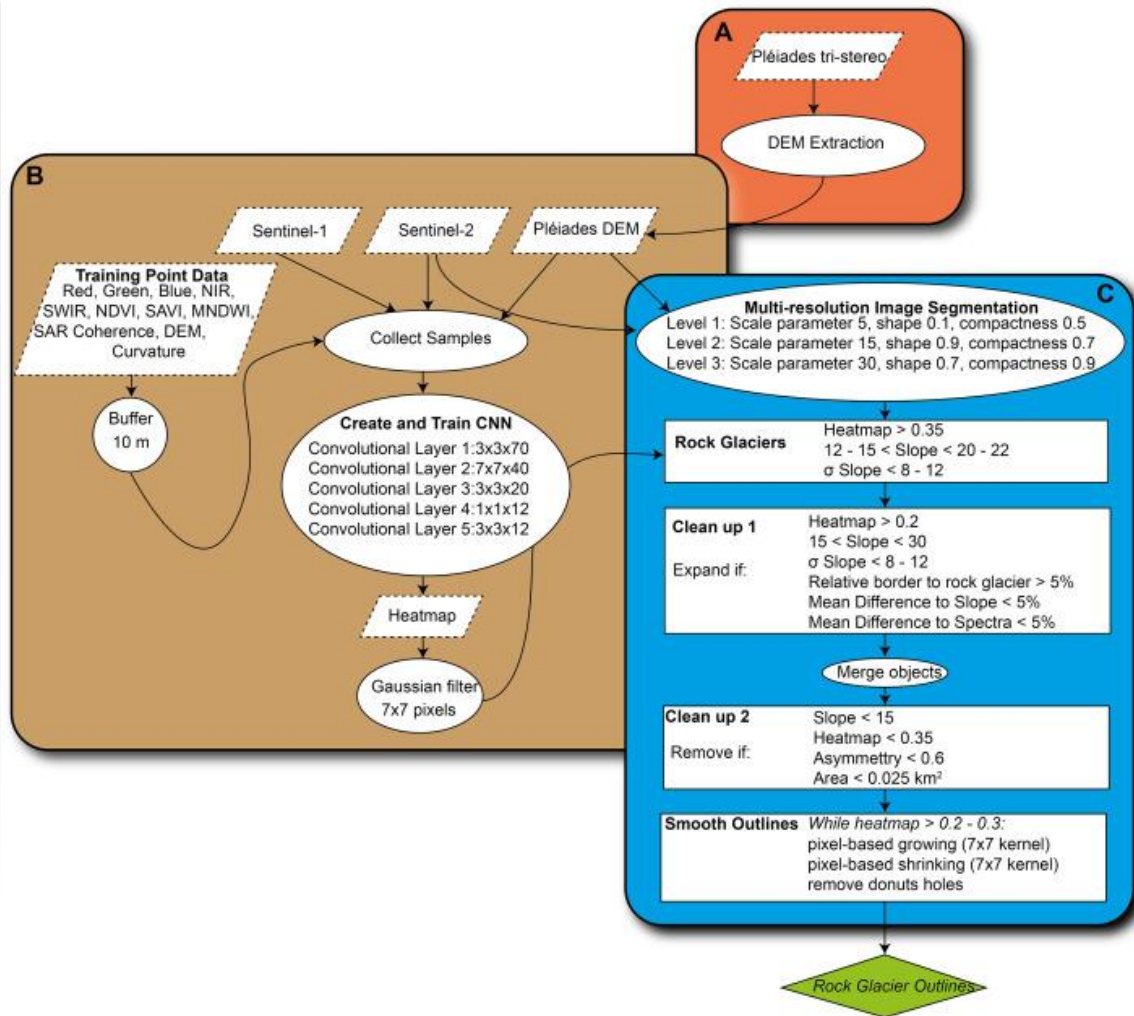 A
Pléiades tri-stereo
DEM Extraction
B
Sentinel-1
Sentinel-2
Pléiades DEM
Training Point Data
Red, Green, Blue, NIR,
SWIR, NDVI, SAVI, MNDWI,
SAR Coherence, DEM,
Curvature
Buffer
10 m
Collect Samples
Create and Train CNN
Convolutional Layer 1:3x3x70
Convolutional Layer 2:7x7x40
Convolutional Layer 3:3x3x20
Convolutional Layer 4:1x1x12
Convolutional Layer 5:3x3x12
Heatmap
Gaussian filter
7x7 pixels
C
Multi-resolution Image Segmentation
Level 1: Scale parameter 5, shape 0.1, compactness 0.5
Level 2: Scale parameter 15, shape 0.9, compactness 0.7
Level 3: Scale parameter 30, shape 0.7, compactness 0.9
Rock Glaciers
Heatmap > 0.35
12 - 15 < Slope < 20 - 22
σ Slope < 8 - 12
Clean up 1
Expand if:
Heatmap > 0.2
15 < Slope < 30
σ Slope < 8 - 12
Relative border to rock glacier > 5%
Mean Difference to Slope < 5%
Mean Difference to Spectra < 5%
Merge objects
Clean up 2
Remove if:
Slope < 15
Heatmap < 0.35
Asymmettry < 0.6
Area < 0.025 km²
Smooth Outlines
While heatmap > 0.2 - 0.3:
pixel-based growing (7x7 kernel)
pixel-based shrinking (7x7 kernel)
remove donuts holes
Rock Glacier Outlines